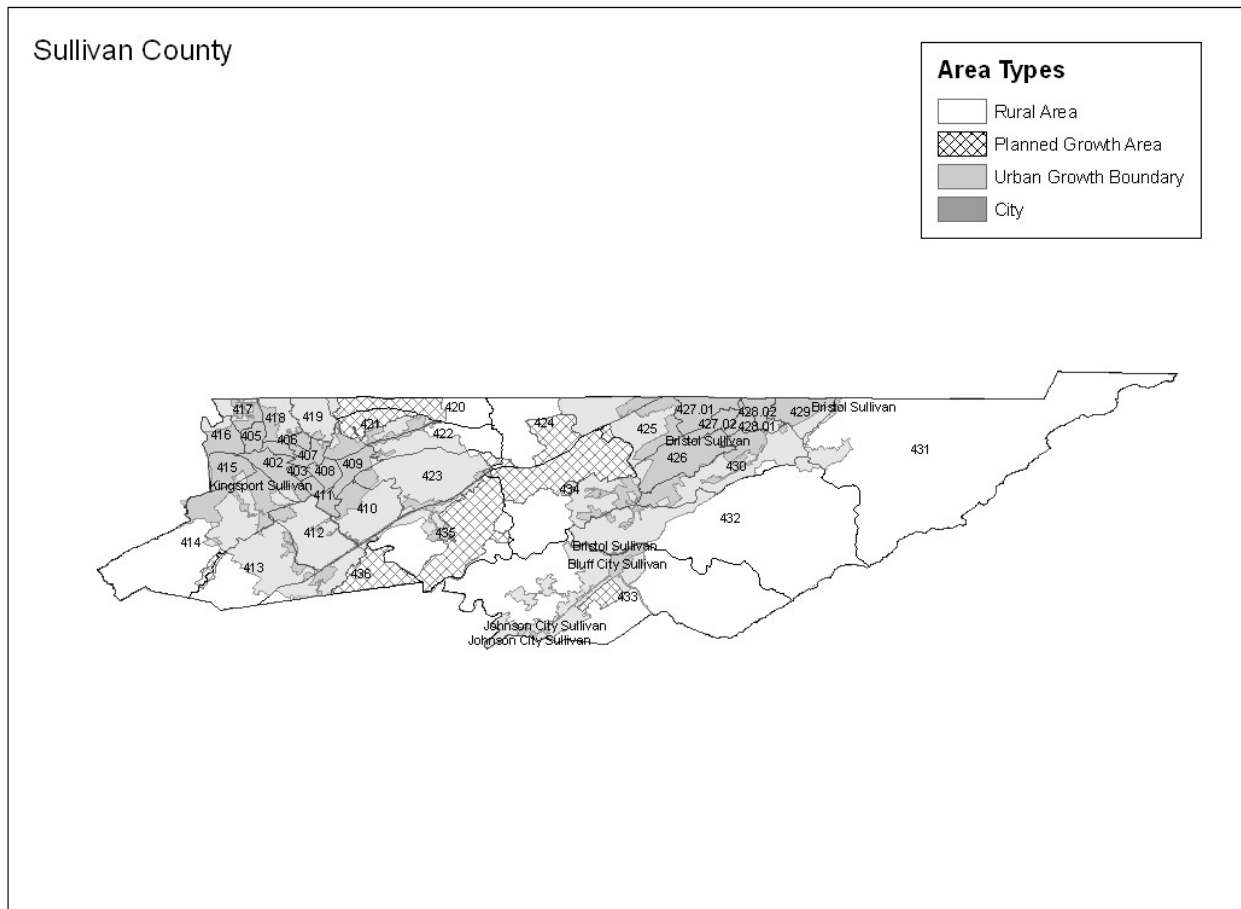 Sullivan County
Area Types
Rural Area
Planned Growth Area
Urban Growth Boundary
City
417
418
419
421
420
422
416
405
406
407
402
403
408
409
415
Kingsport Sullivan
411
410
412
423
414
413
436
435
424
425
427.01
427.02
428.02
428.01
429
Bristol Sullivan
Bristol Sullivan
426
430
431
434
432
Bristol Sullivan
Bluff City Sullivan
433
Johnson City Sullivan
Johnson City Sullivan